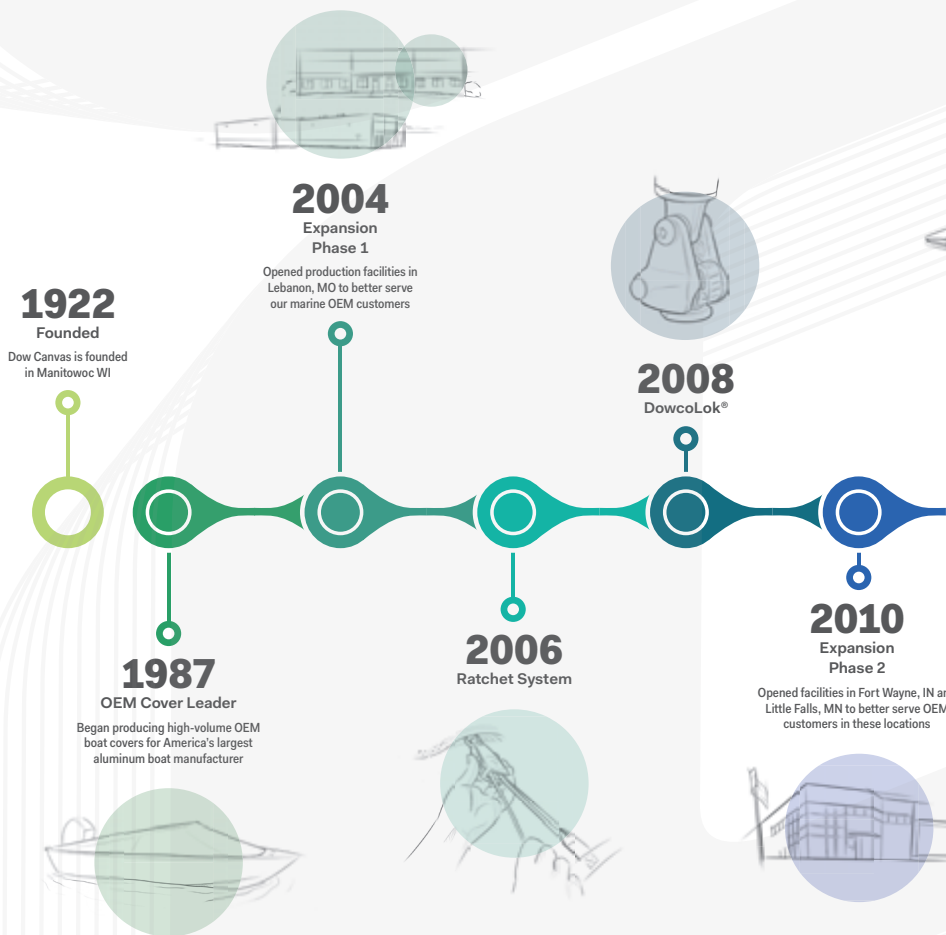 1922
Founded
Dow Canvas is founded
in Manitowoc WI
1987
OEM Cover Leader
Began producing high-volume OEM
boat covers for America's largest
aluminum boat manufacturer
2004
Expansion
Phase 1
Opened production facilities in
Lebanon, MO to better serve
our marine OEM customers
2006
Ratchet System
2008
DowcoLok®
2010
Expansion
Phase 2
Opened facilities in Fort Wayne, IN
Little Falls, MN to better serve OEM
customers in these locations